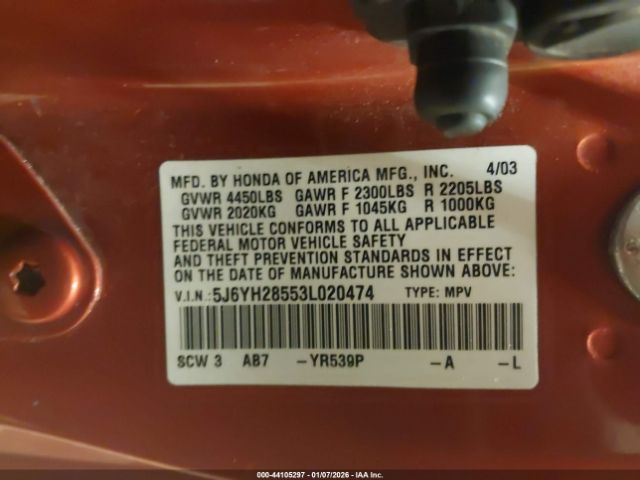 MFD. BY HONDA OF AMERICA MFG., INC. 4/03
GVWR 4450LBS GAWR F 2300LBS R 2205LBS
GVWR 2020KG GAWR F 1045KG R 1000KG
THIS VEHICLE CONFORMS TO ALL APPLICABLE
FEDERAL MOTOR VEHICLE SAFETY
AND THEFT PREVENTION STANDARDS IN EFFECT
ON THE DATE OF MANUFACTURE SHOWN ABOVE:
V.I.N.: 5J6YH28553L020474 TYPE: MPV
SCW 3 AB7 -YR539P -A -L
000-44105297 - 01/07/2026 - IAA Inc.